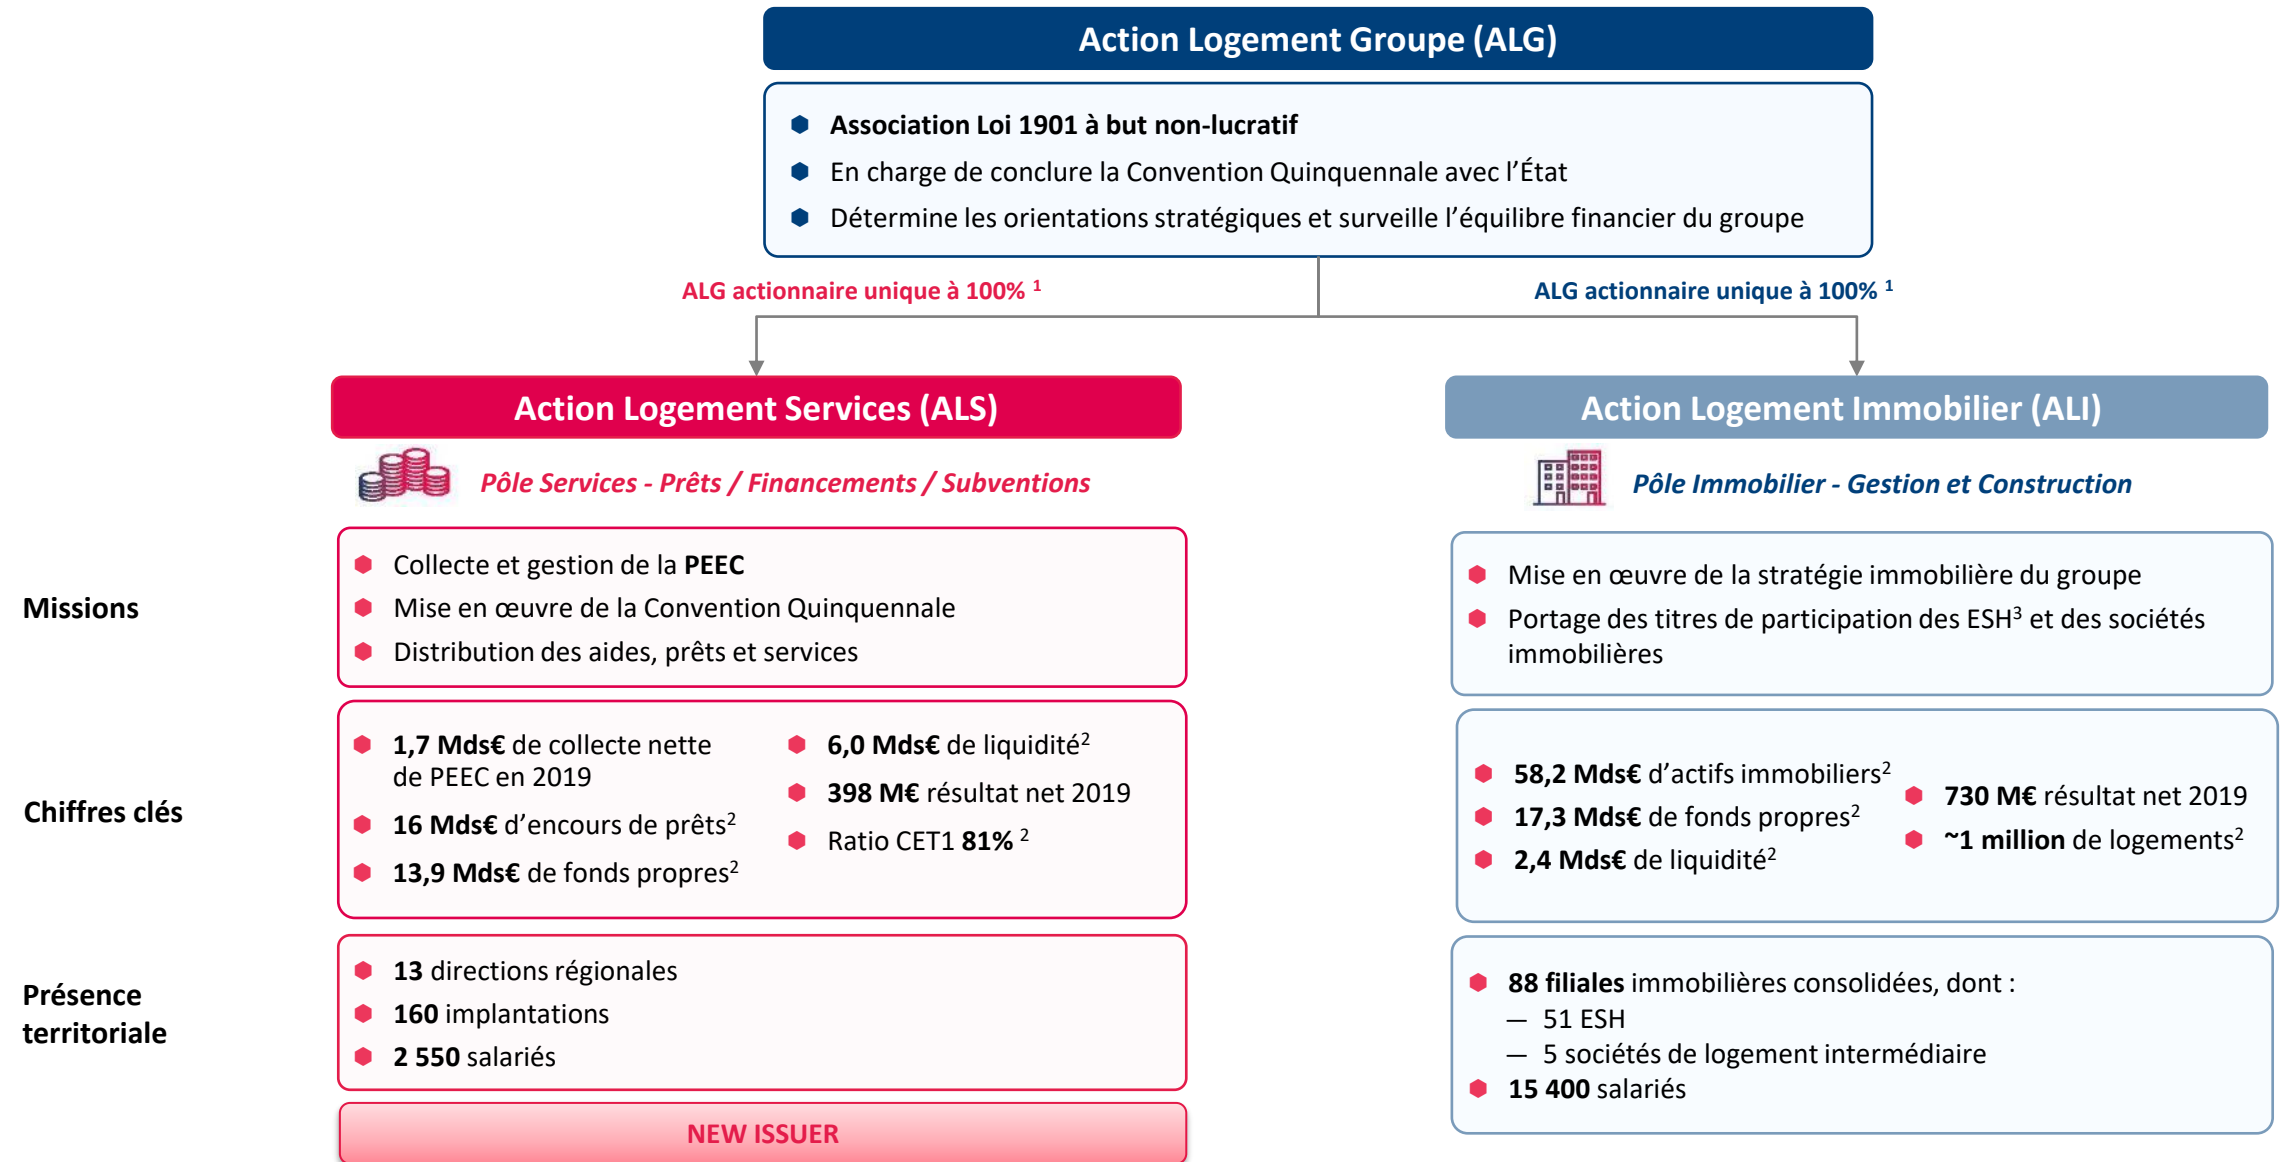 Action Logement Groupe (ALG)
Association Loi 1901 à but non-lucratif
En charge de conclure la Convention Quinquennale avec l’État
Détermine les orientations stratégiques et surveille l’équilibre financier du groupe
ALG actionnaire unique à 100% ¹
ALG actionnaire unique à 100% ¹
Action Logement Services (ALS)
Pôle Services - Prêts / Financements / Subventions
Action Logement Immobilier (ALI)
Pôle Immobilier - Gestion et Construction
Missions
Collecte et gestion de la PEEC
Mise en œuvre de la Convention Quinquennale
Distribution des aides, prêts et services
Mise en œuvre de la stratégie immobilière du groupe
Portage des titres de participation des ESH³ et des sociétés
immobilières
Chiffres clés
1,7 Mds€ de collecte nette
de PEEC en 2019
16 Mds€ d’encours de prêts²
13,9 Mds€ de fonds propres²
6,0 Mds€ de liquidité²
398 M€ résultat net 2019
Ratio CET1 81% ²
58,2 Mds€ d’actifs immobiliers²
17,3 Mds€ de fonds propres²
2,4 Mds€ de liquidité²
730 M€ résultat net 2019
~1 million de logements²
Présence
territoriale
13 directions régionales
160 implantations
2 550 salariés
88 filiales immobilières consolidées, dont :
— 51 ESH
— 5 sociétés de logement intermédiaire
15 400 salariés
NEW ISSUER